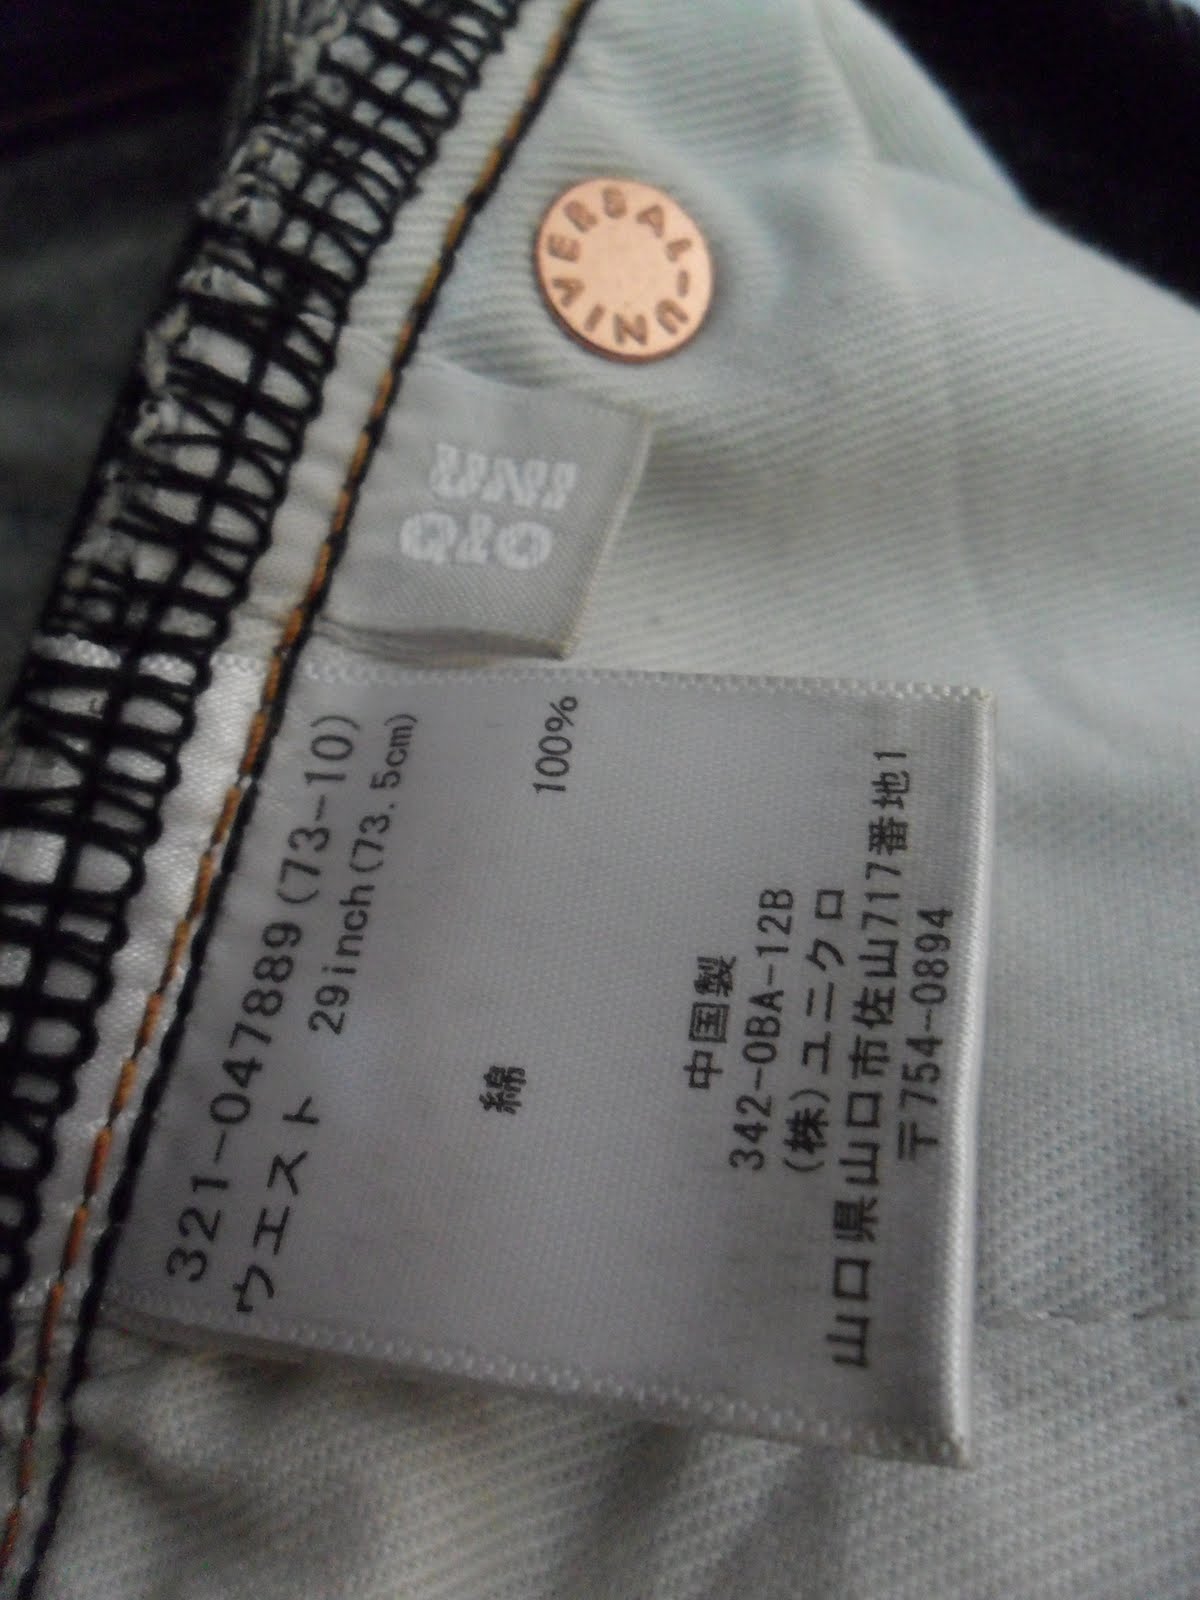 UNIVERSAL-
UNI
QLO
321-047889(73-10)
ウエスト 29inch(73.5cm)
綿 100%
中国製
342-0BA-12B
(株)ユニクロ
山口県山口市佐山717番地1
〒754-0894